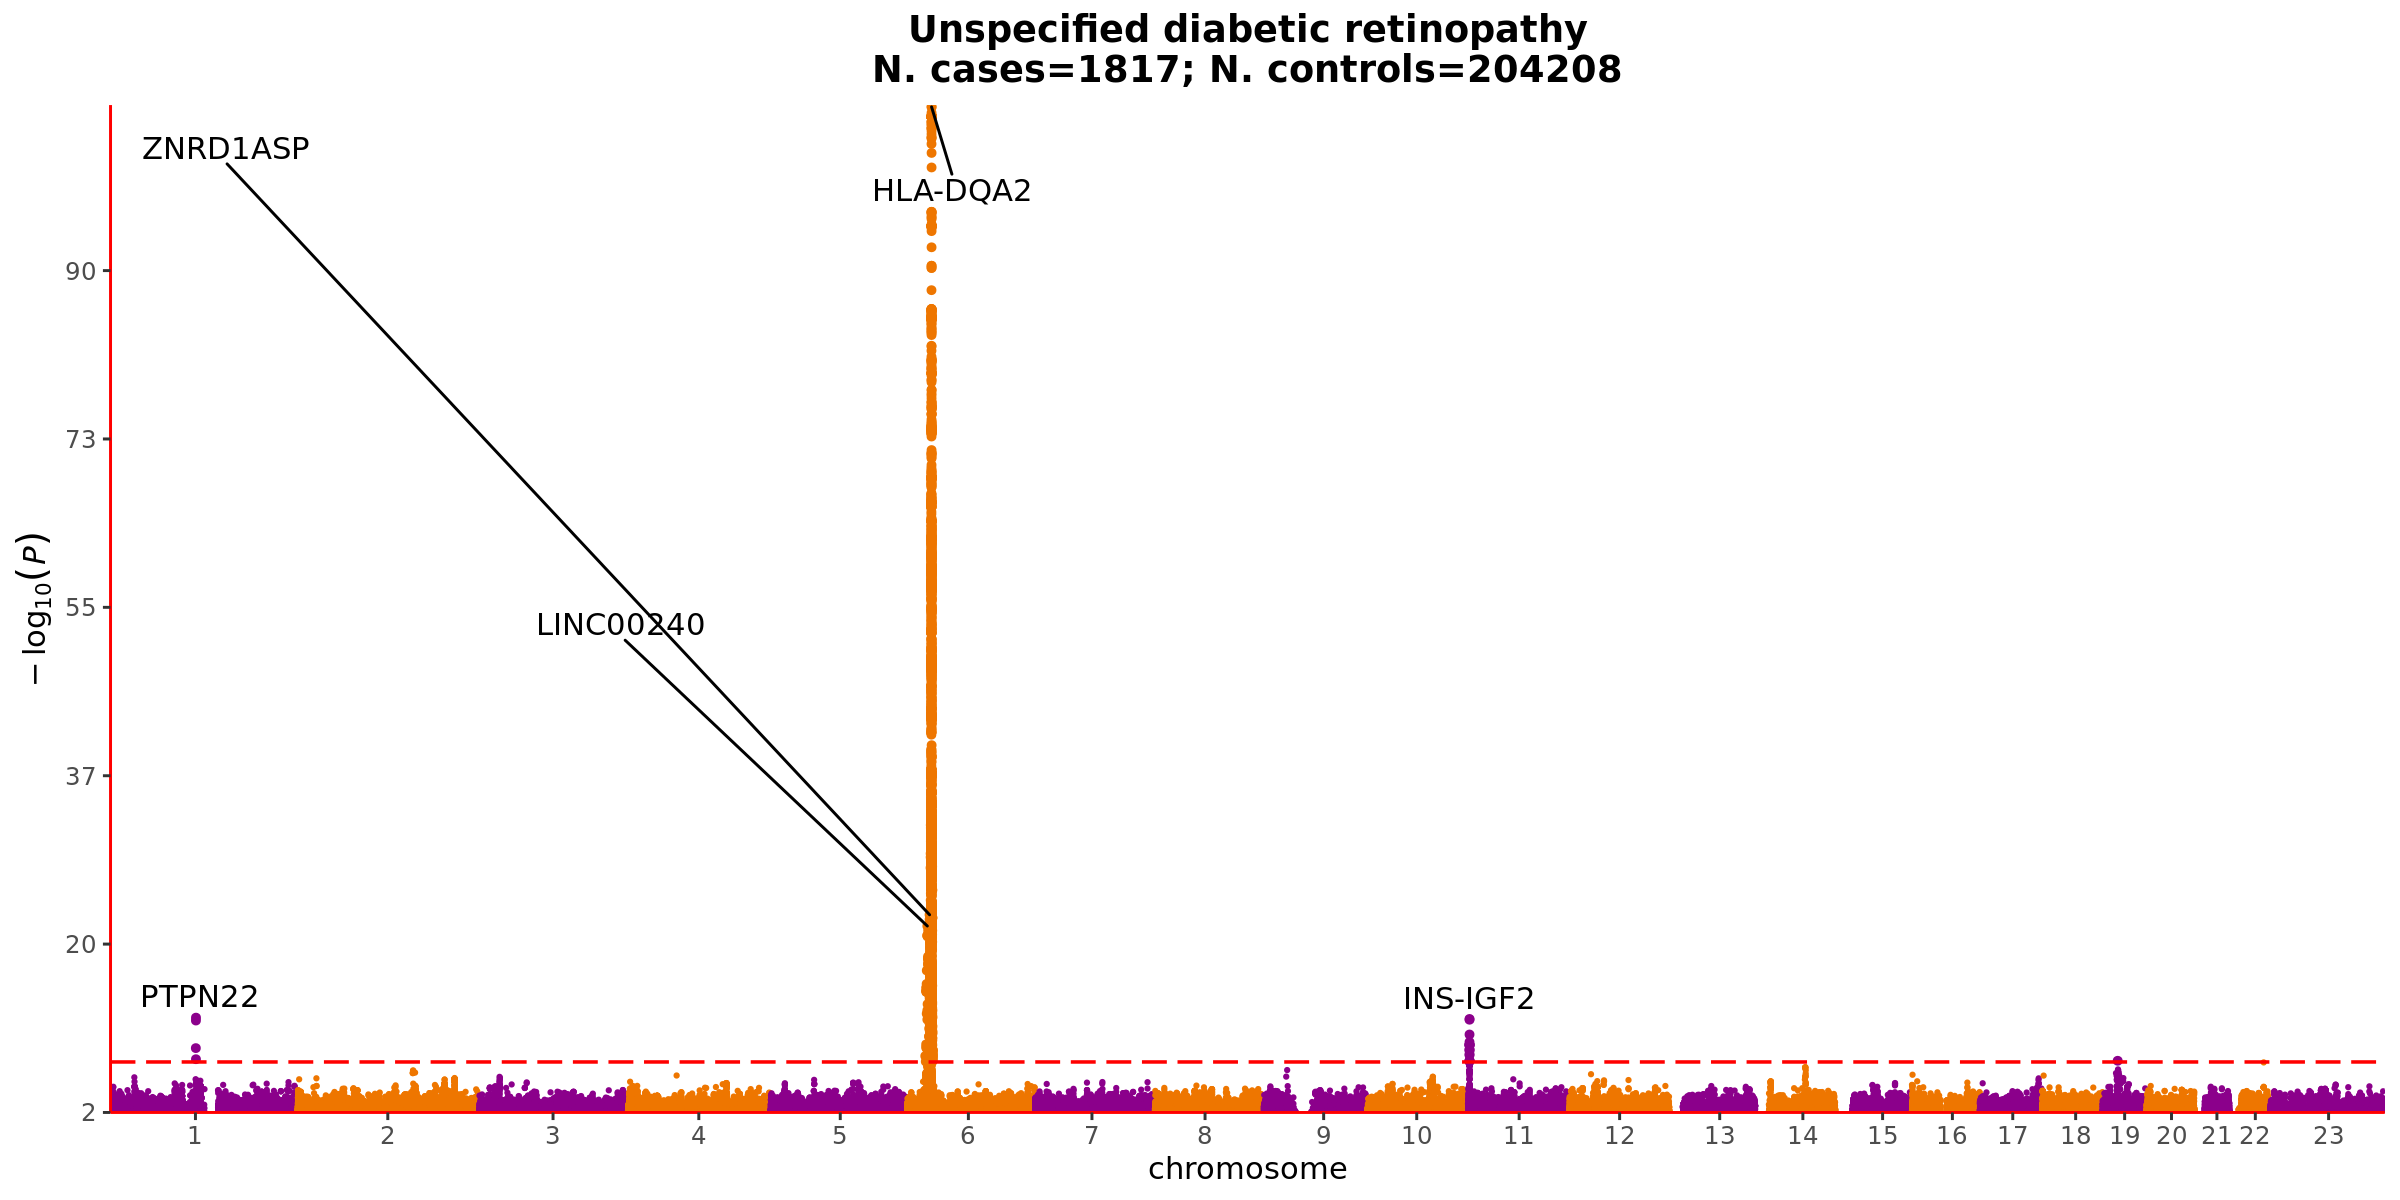 Unspecified diabetic retinopathy
N. cases=1817; N. controls=204208
ZNRD1ASP
HLA-DQA2
LINC00240
PTPN22
INS-IGF2
−log10(P)
90
73
55
37
20
2
1 2 3 4 5 6 7 8 9 10 11 12 13 14 15 16 17 18 19 20 21 22 23
chromosome